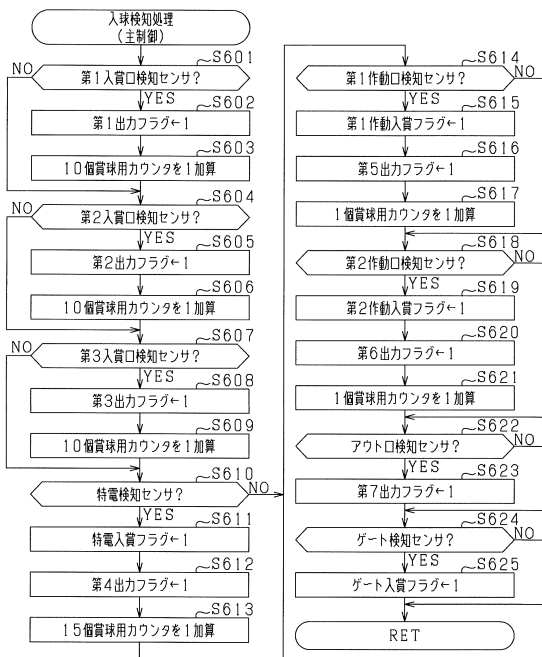 入球検知処理
(主制御)
S601
第1入賞口検知センサ?
NO
YES
S602
第1出力フラグ←1
S603
10個賞球用カウンタを1加算
S604
第2入賞口検知センサ?
NO
YES
S605
第2出力フラグ←1
S606
10個賞球用カウンタを1加算
S607
第3入賞口検知センサ?
NO
YES
S608
第3出力フラグ←1
S609
10個賞球用カウンタを1加算
S610
特電検知センサ?
NO
YES
S611
特電入賞フラグ←1
S612
第4出力フラグ←1
S613
15個賞球用カウンタを1加算
S614
第1作動口検知センサ?
NO
YES
S615
第1作動入賞フラグ←1
S616
第5出力フラグ←1
S617
1個賞球用カウンタを1加算
S618
第2作動口検知センサ?
NO
YES
S619
第2作動入賞フラグ←1
S620
第6出力フラグ←1
S621
1個賞球用カウンタを1加算
S622
アウト口検知センサ?
NO
YES
S623
第7出力フラグ←1
S624
ゲート検知センサ?
NO
YES
S625
ゲート入賞フラグ←1
RET